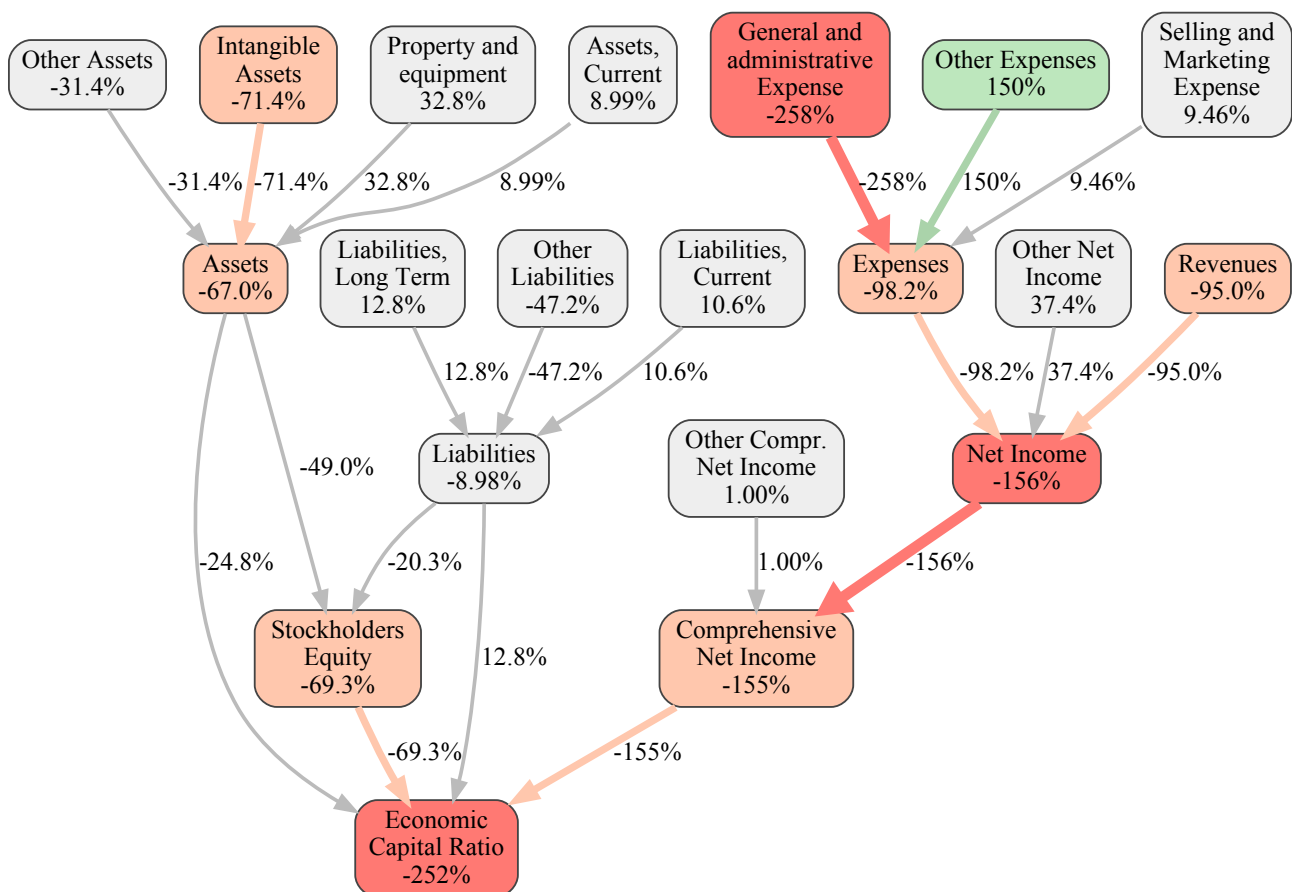 Other Assets
-31.4%
Intangible
Assets
-71.4%
Property and
equipment
32.8%
Assets,
Current
8.99%
General and
administrative
Expense
-258%
Other Expenses
150%
Selling and
Marketing
Expense
9.46%
-31.4%
-71.4%
32.8%
8.99%
-258%
150%
9.46%
Assets
-67.0%
Liabilities,
Long Term
12.8%
Other
Liabilities
-47.2%
Liabilities,
Current
10.6%
Expenses
-98.2%
Other Net
Income
37.4%
Revenues
-95.0%
12.8%
-47.2%
10.6%
-98.2%
37.4%
-95.0%
-49.0%
Liabilities
-8.98%
Other Compr.
Net Income
1.00%
Net Income
-156%
-24.8%
-20.3%
1.00%
-156%
Stockholders
Equity
-69.3%
12.8%
Comprehensive
Net Income
-155%
-69.3%
-155%
Economic
Capital Ratio
-252%